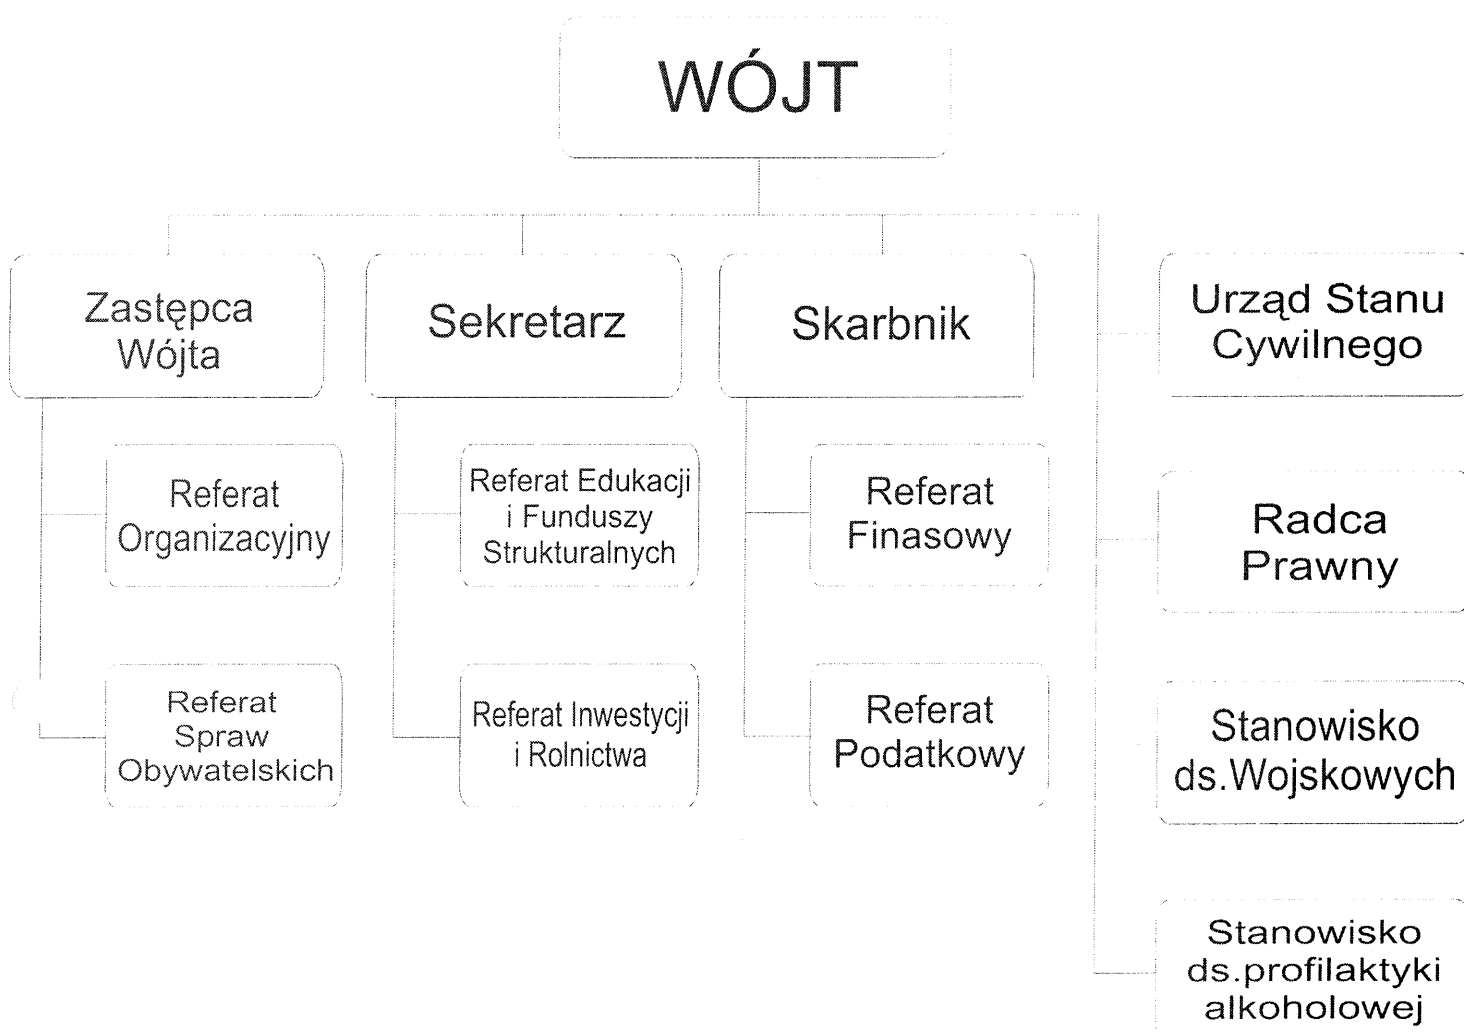 WÓJT
Zastępca
Wójta
Sekretarz
Skarbnik
Urząd Stanu
Cywilnego
Referat
Organizacyjny
Referat Edukacji
i Funduszy
Strukturalnych
Referat
Finasowy
Radca
Prawny
Referat
Spraw
Obywatelskich
Referat Inwestycji
i Rolnictwa
Referat
Podatkowy
Stanowisko
ds.Wojskowych
Stanowisko
ds.profilaktyki
alkoholowej